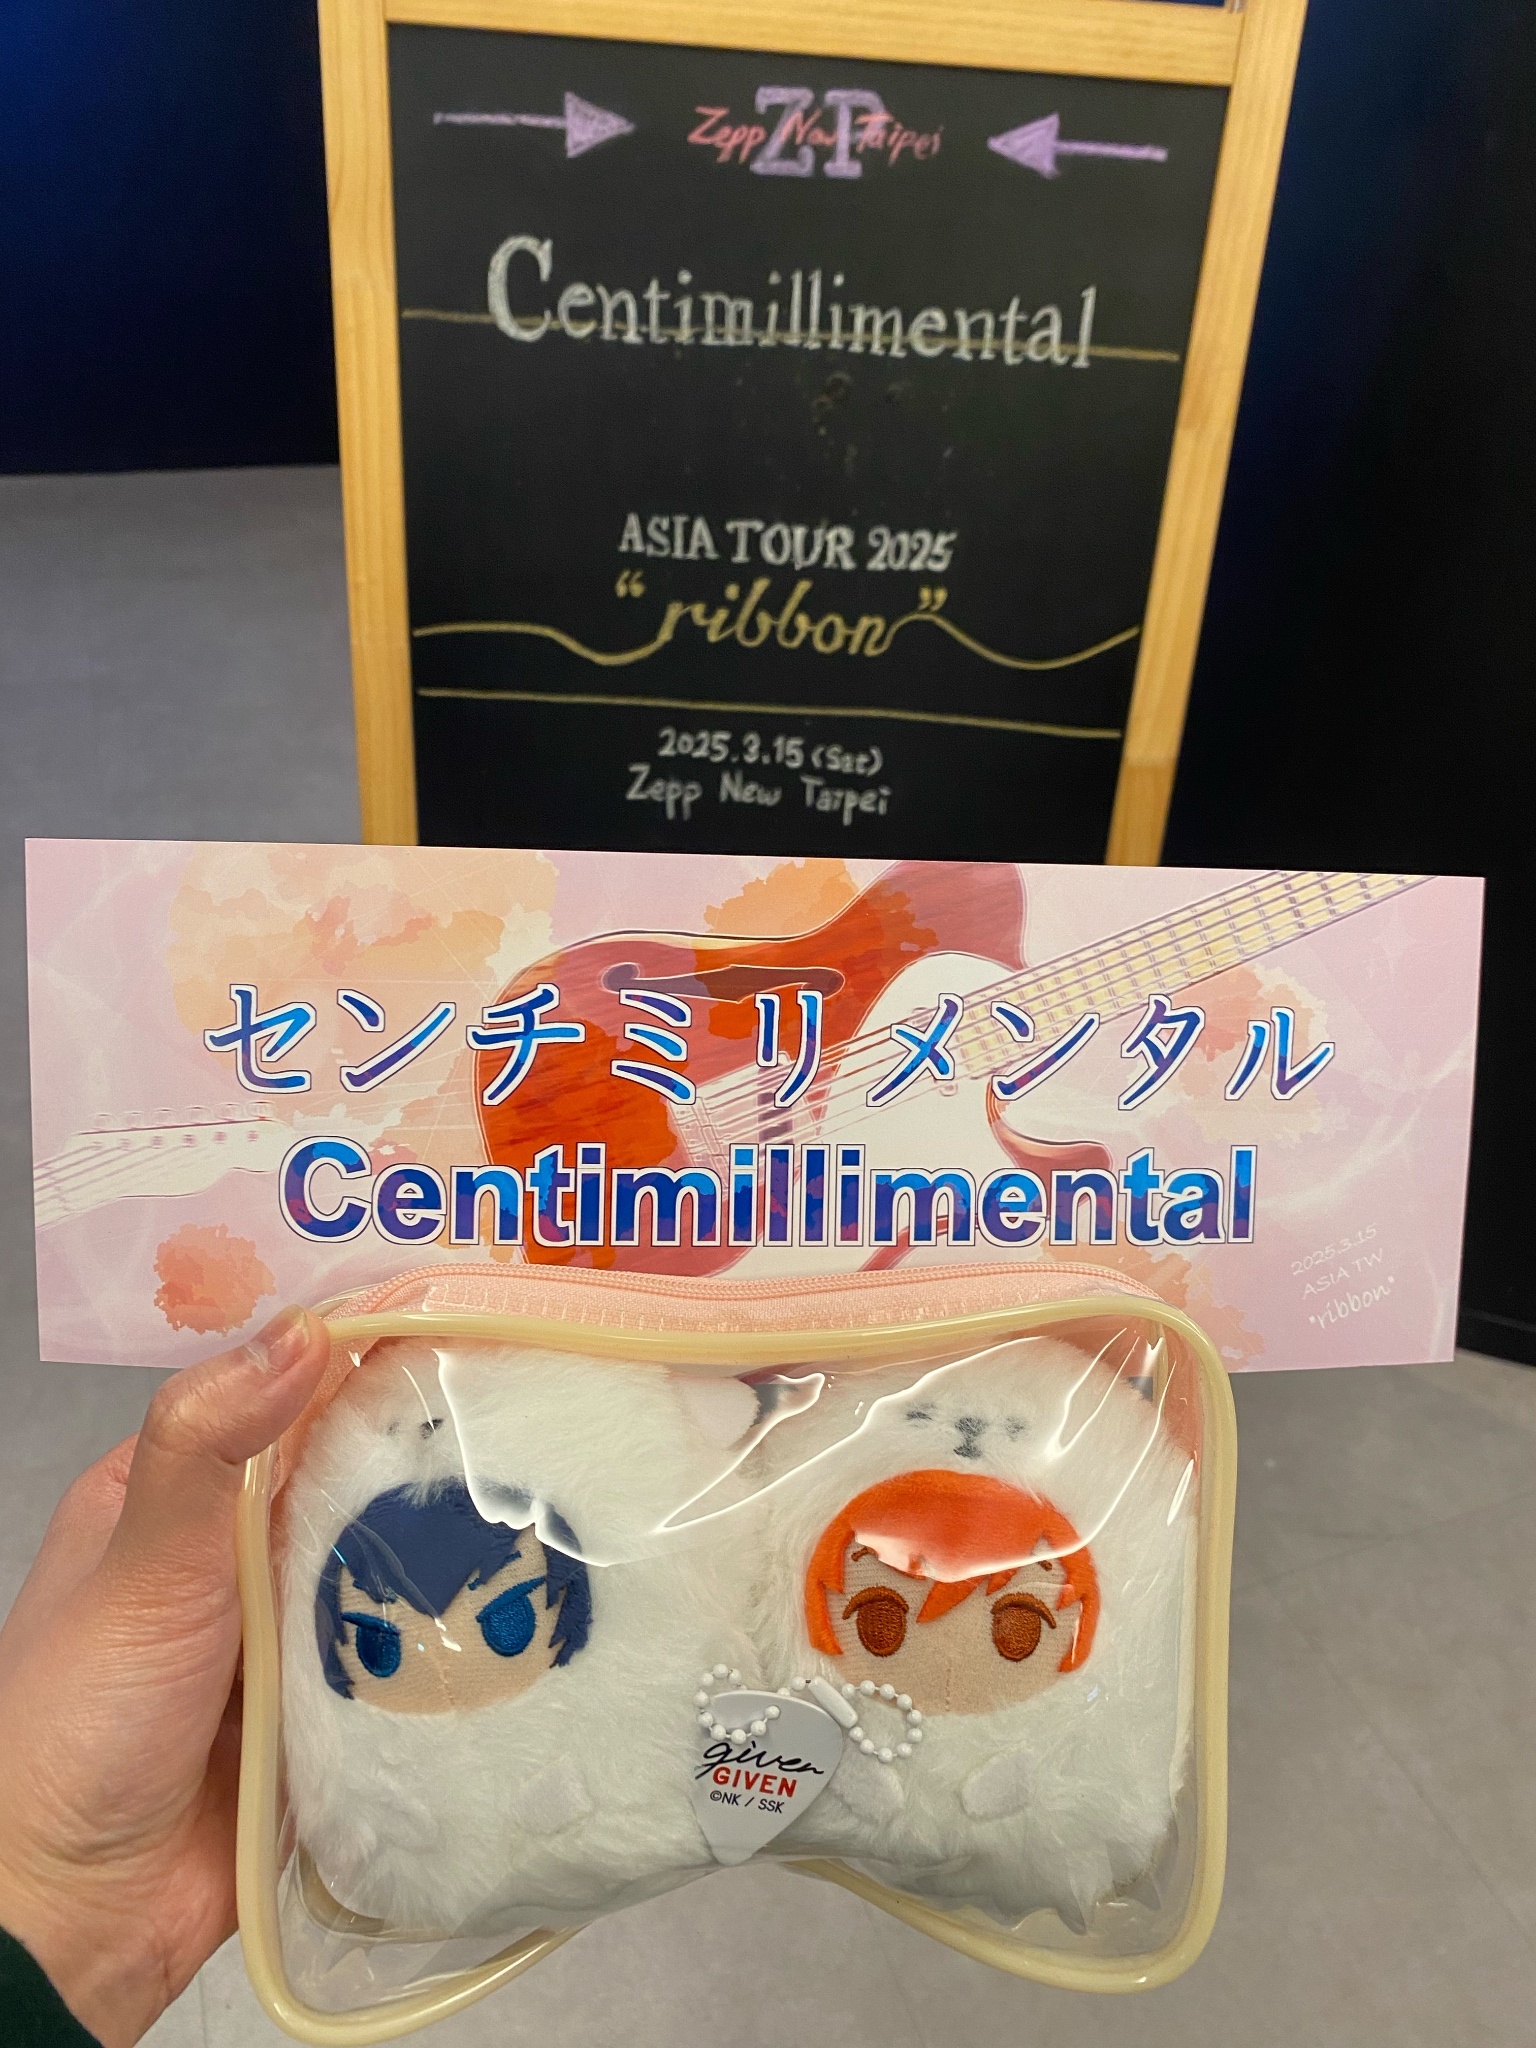 ZP
Zepp New Taipei
Centimillimental
ASIA TOUR 2025
“ribbon”
2025.3.15 (Sat)
Zepp New Taipei
センチミリメンタル
Centimillimental
2025.3.15
ASIA TW
"ribbon"
given
GIVEN
©NK / SSK